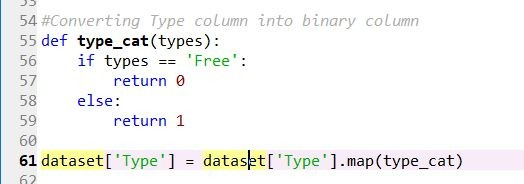 53
54 #Converting Type column into binary column
55 def type_cat(types):
56     if types == 'Free':
57         return 0
58     else:
59         return 1
60
61 dataset['Type'] = dataset['Type'].map(type_cat)
62